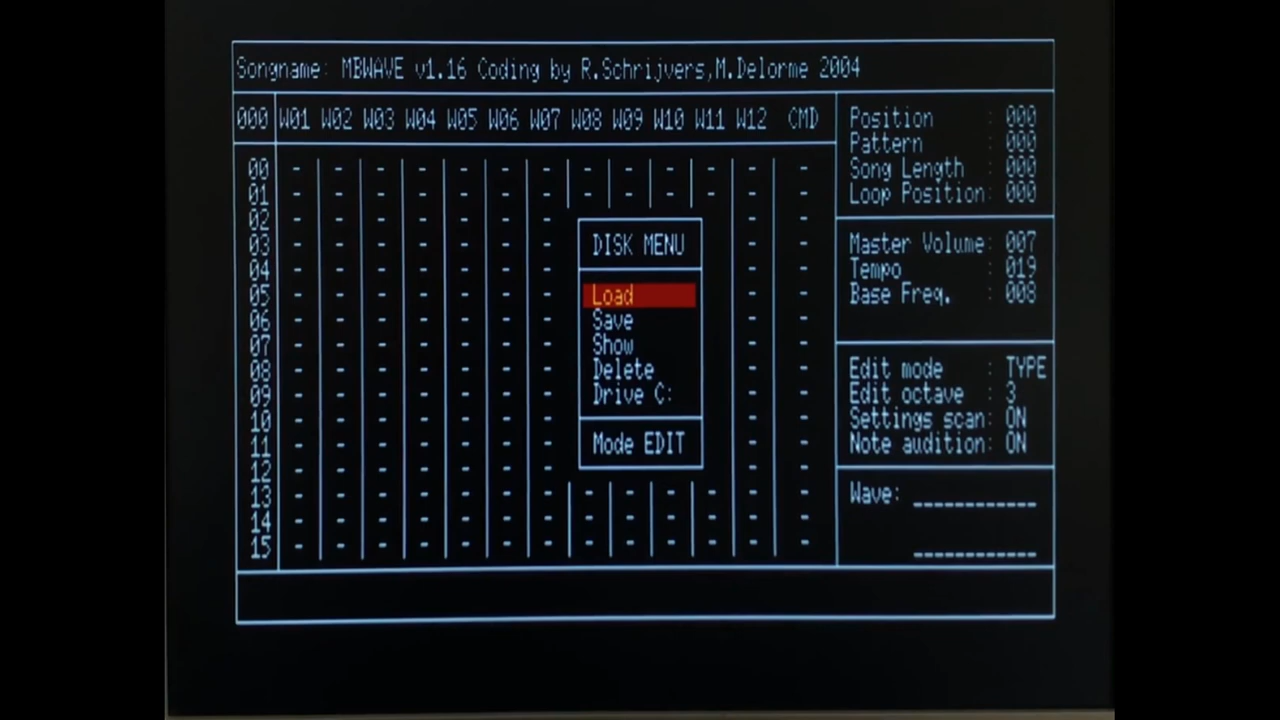 Songname: MBWAVE v1.16 Coding by R.Schrijvers,M.Delorme 2004
000 W01 W02 W03 W04 W05 W06 W07 W08 W09 W10 W11 W12 CMD
00 - - - - - - - - - - - - -
01 - - - - - - - - - - - - -
02 - - - - - - - - -
03 - - - - - - - - -
04 - - - - - - - - -
05 - - - - - - - - -
06 - - - - - - - - -
07 - - - - - - - - -
08 - - - - - - - - -
09 - - - - - - - - -
10 - - - - - - - - -
11 - - - - - - - - -
12 - - - - - - - - -
13 - - - - - - - - - - - - -
14 - - - - - - - - - - - - -
15 - - - - - - - - - - - - -
DISK MENU
Load
Save
Show
Delete
Drive C:
Mode EDIT
Position : 000
Pattern : 000
Song Length : 000
Loop Position: 000
Master Volume: 007
Tempo : 019
Base Freq. : 008
Edit mode : TYPE
Edit octave : 3
Settings scan: ON
Note audition: ON
Wave: ____________
____________